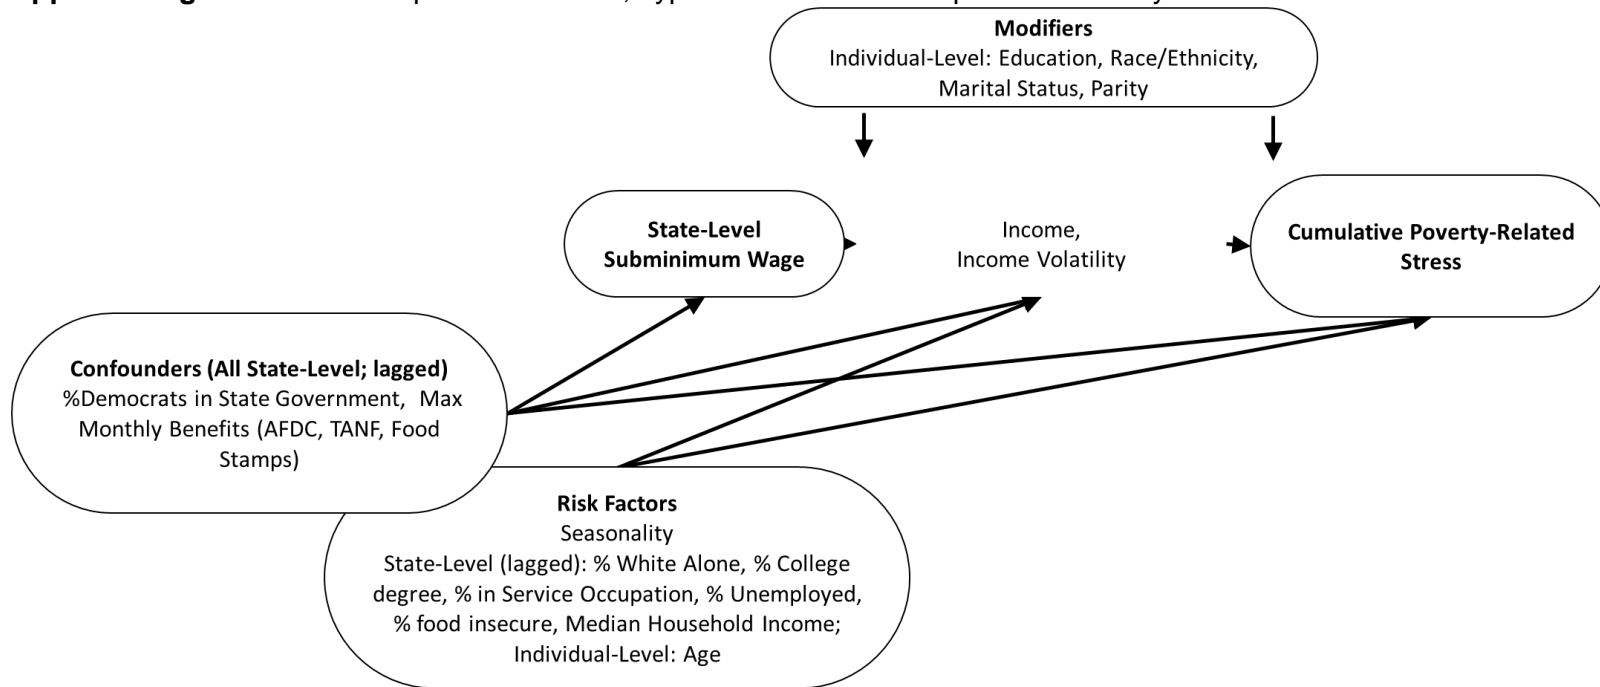 Modifiers
Individual-Level: Education, Race/Ethnicity,
Marital Status, Parity
State-Level
Subminimum Wage
Income,
Income Volatility
Cumulative Poverty-Related
Stress
Confounders (All State-Level; lagged)
%Democrats in State Government, Max
Monthly Benefits (AFDC, TANF, Food
Stamps)
Risk Factors
Seasonality
State-Level (lagged): % White Alone, % College
degree, % in Service Occupation, % Unemployed,
% food insecure, Median Household Income;
Individual-Level: Age